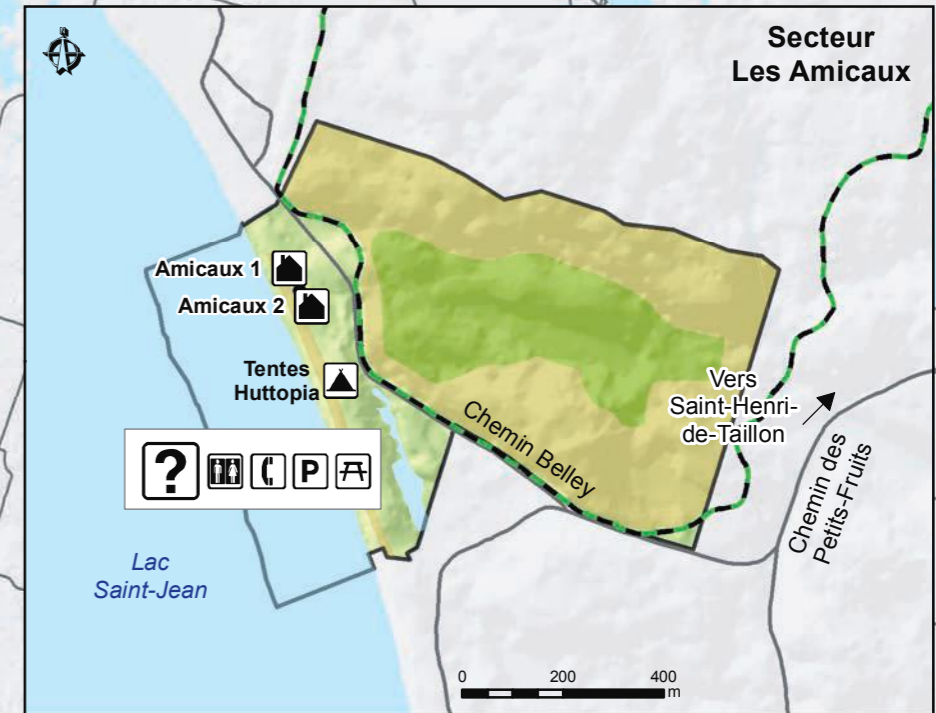 Secteur
Les Amicaux
Amicaux 1
Amicaux 2
Tentes
Huttopia
Vers
Saint-Henri-
de-Taillon
Chemin Belley
Chemin des
Petits-Fruits
? P
Lac
Saint-Jean
0 200 400
m